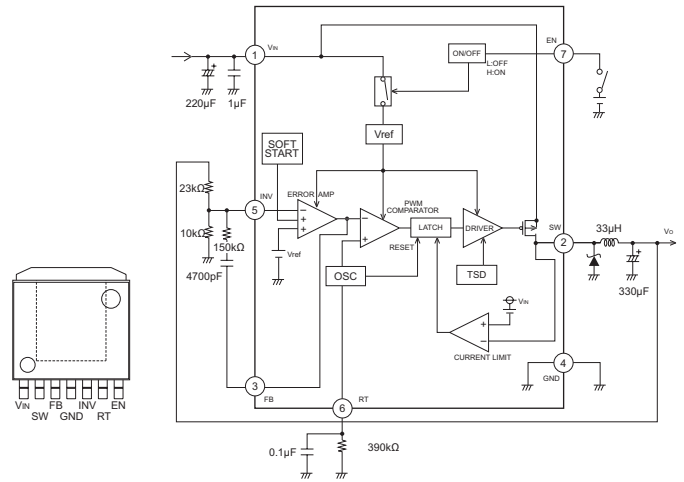 VIN
1
220μF
1μF
ON/OFF
L:OFF
H:ON
EN
7
Vref
SOFT
START
23kΩ
INV
5
ERROR AMP
10kΩ
150kΩ
4700pF
Vref
PWM
COMPARATOR
LATCH
RESET
DRIVER
OSC
TSD
SW
2
33μH
VO
330μF
VIN
CURRENT LIMIT
4
GND
3
FB
6
RT
0.1μF
390kΩ
VIN
SW
FB
GND
INV
RT
EN